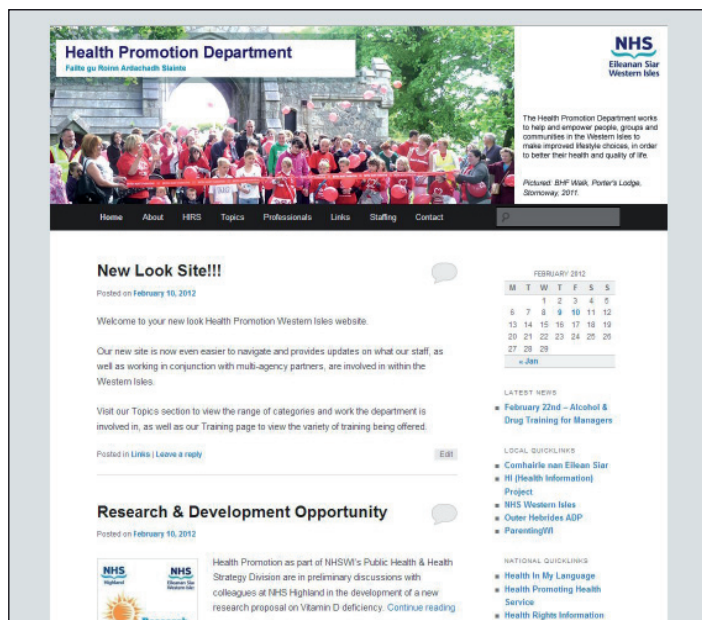 Health Promotion Department
Failte gu Roinn Ardachadh Slainte
NHS
Eileanan Siar
Western Isles
The Health Promotion Department works
to help and empower people, groups and
communities in the Western Isles to
make improved lifestyle choices, in order
to better their health and quality of life.
Pictured: BHF Walk, Porter's Lodge,
Stornoway, 2011.
Home About HIRS Topics Professionals Links Staffing Contact
New Look Site!!!
Posted on February 10, 2012
Welcome to your new look Health Promotion Western Isles website.
Our new site is now even easier to navigate and provides updates on what our staff, as
well as working in conjunction with multi-agency partners, are involved in within the
Western Isles.
Visit our Topics section to view the range of categories and work the department is
involved in, as well as our Training page to view the variety of training being offered.
Posted in Links | Leave a reply Edit
Research & Development Opportunity
Posted on February 10, 2012
NHS
Highland
NHS
Eileanan Siar
Western Isles
Research
Health Promotion as part of NHSWI's Public Health & Health
Strategy Division are in preliminary discussions with
colleagues at NHS Highland in the development of a new
research proposal on Vitamin D deficiency. Continue reading
FEBRUARY 2012
M T W T F S S
1 2 3 4 5
6 7 8 9 10 11 12
13 14 15 16 17 18 19
20 21 22 23 24 25 26
27 28 29
« Jan
LATEST NEWS
February 22nd – Alcohol &
Drug Training for Managers
LOCAL QUICKLINKS
Comhairle nan Eilean Siar
HI (Health Information)
Project
NHS Western Isles
Outer Hebrides ADP
ParentingWI
NATIONAL QUICKLINKS
Health In My Language
Health Promoting Health
Service
Health Rights Information